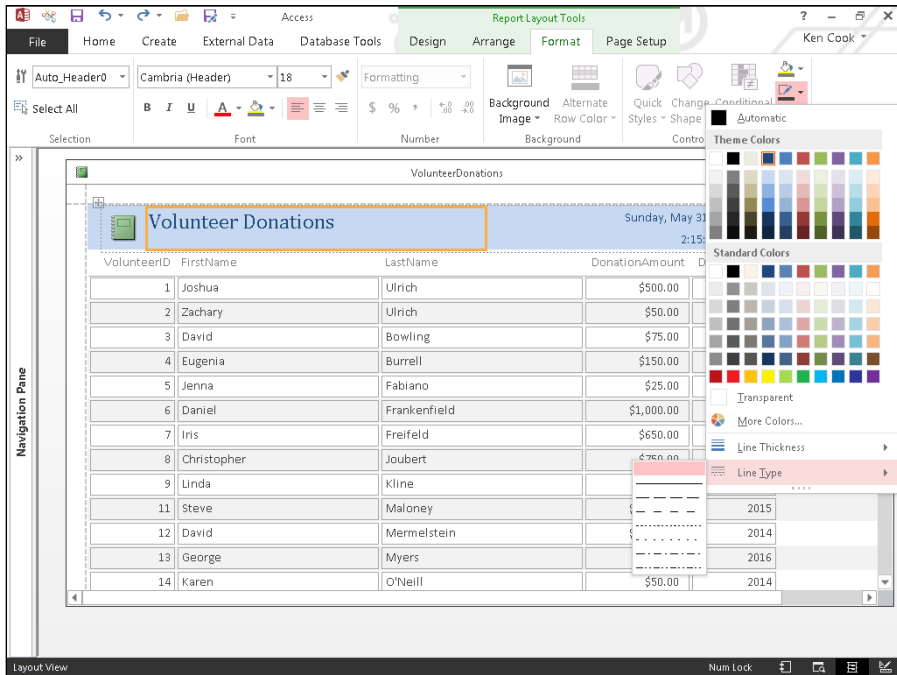 Access
Report Layout Tools
?
Ken Cook
File Home Create External Data Database Tools Design Arrange Format Page Setup
Auto_Header0 Cambria (Header) 18 Formatting
Select All B I U A $ % , Background Alternate Quick Change Conditional
Image Row Color Styles Shape
Selection Font Number Background Contro
Automatic
Theme Colors
Standard Colors
Transparent
More Colors...
Line Thickness
Line Type
»
Navigation Pane
VolunteerDonations
Volunteer Donations
Sunday, May 31
2:15:
VolunteerID FirstName LastName DonationAmount D
1 Joshua Ulrich $500.00
2 Zachary Ulrich $50.00
3 David Bowling $75.00
4 Eugenia Burrell $150.00
5 Jenna Fabiano $25.00
6 Daniel Frankenfield $1,000.00
7 Iris Freifeld $650.00
8 Christopher Joubert $750.00
9 Linda Kline
11 Steve Maloney 2015
12 David Mermelstein 2014
13 George Myers 2016
14 Karen O'Neill $50.00 2014
Layout View Num Lock